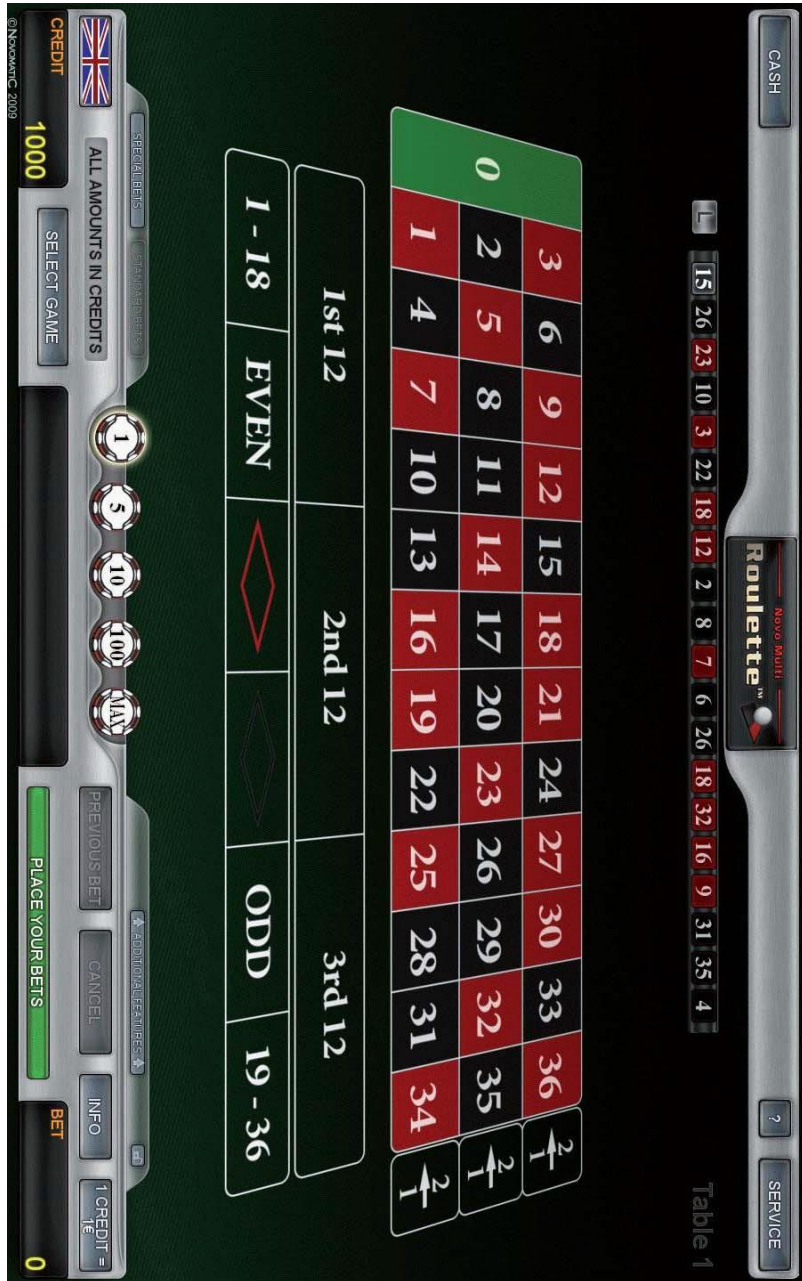 CASH
Novo Multi
Roulette™
?
SERVICE
L 15 26 23 10 3 22 18 12 2 8 7 6 26 18 32 16 9 31 35 4
Table 1
0
3 6 9 12 15 18 21 24 27 30 33 36 2 1
2 5 8 11 14 17 20 23 26 29 32 35 2 1
1 4 7 10 13 16 19 22 25 28 31 34 2 1
1st 12 2nd 12 3rd 12
1 - 18 EVEN ODD 19 - 36
SPECIAL BETS STANDARD BETS
ADDITIONAL FEATURES
ALL AMOUNTS IN CREDITS
1 5 10 100 MAX
PREVIOUS BET CANCEL INFO 1 CREDIT =
1€
CREDIT 1000
SELECT GAME
PLACE YOUR BETS
BET 0
©NOVOMATIC 2009